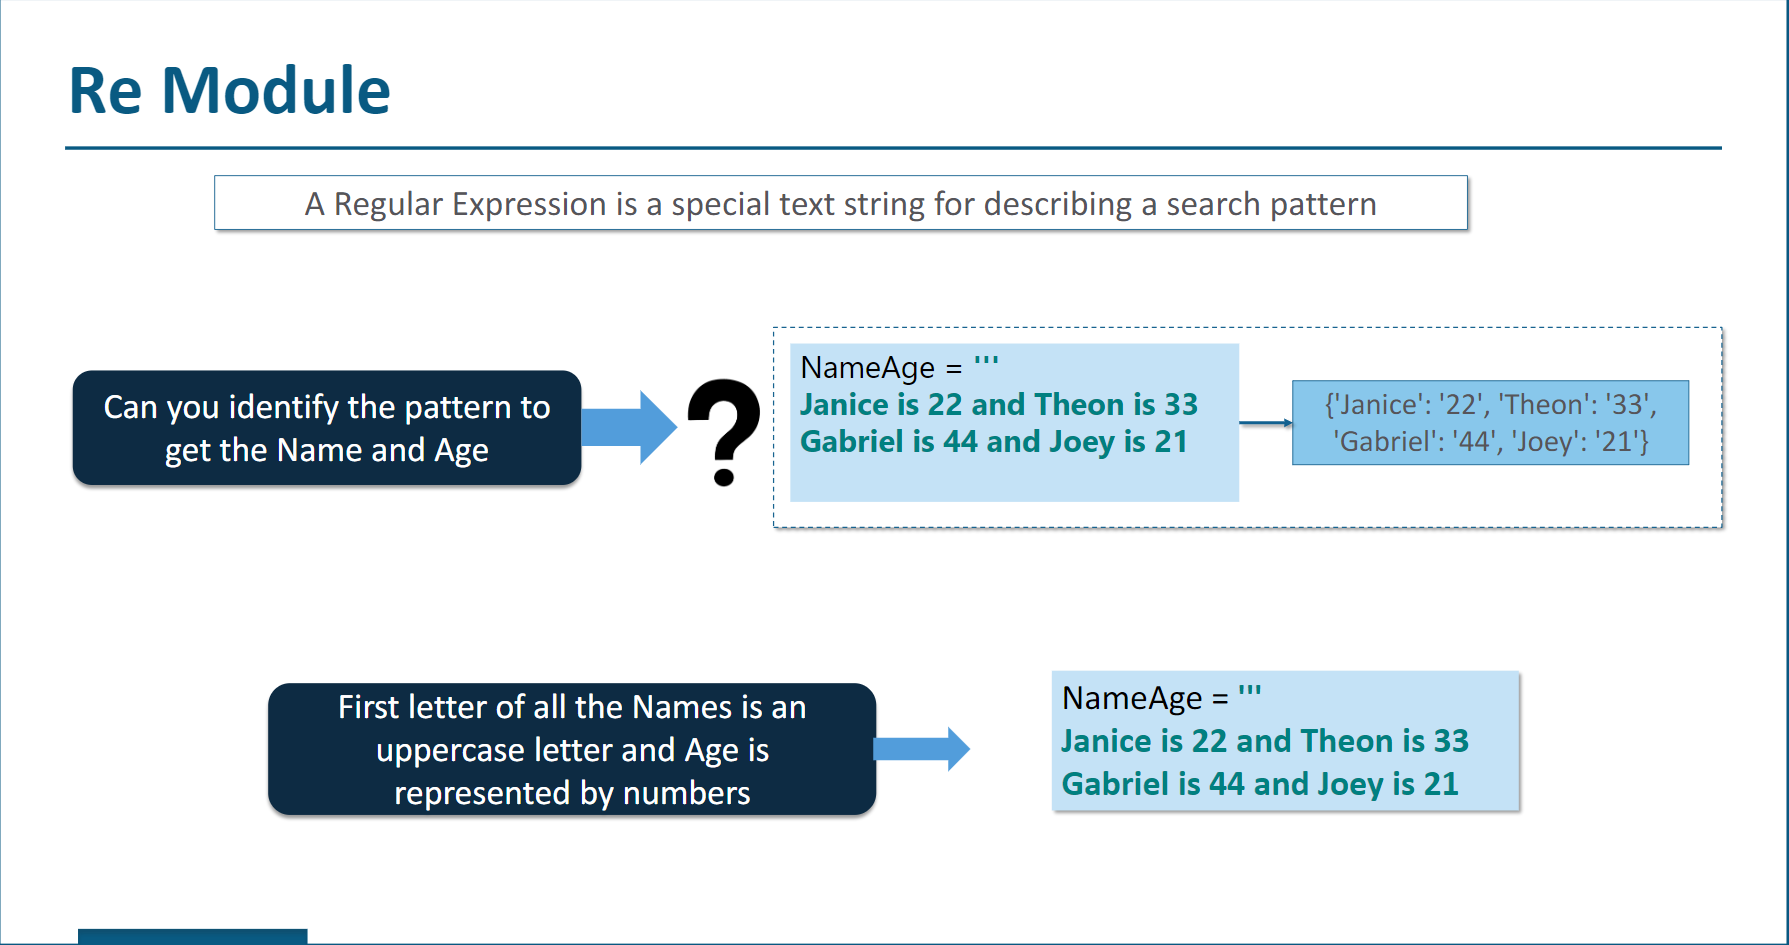 Re Module
A Regular Expression is a special text string for describing a search pattern
Can you identify the pattern to
get the Name and Age
?
NameAge = '''
Janice is 22 and Theon is 33
Gabriel is 44 and Joey is 21
{'Janice': '22', 'Theon': '33',
'Gabriel': '44', 'Joey': '21'}
First letter of all the Names is an
uppercase letter and Age is
represented by numbers
NameAge = '''
Janice is 22 and Theon is 33
Gabriel is 44 and Joey is 21